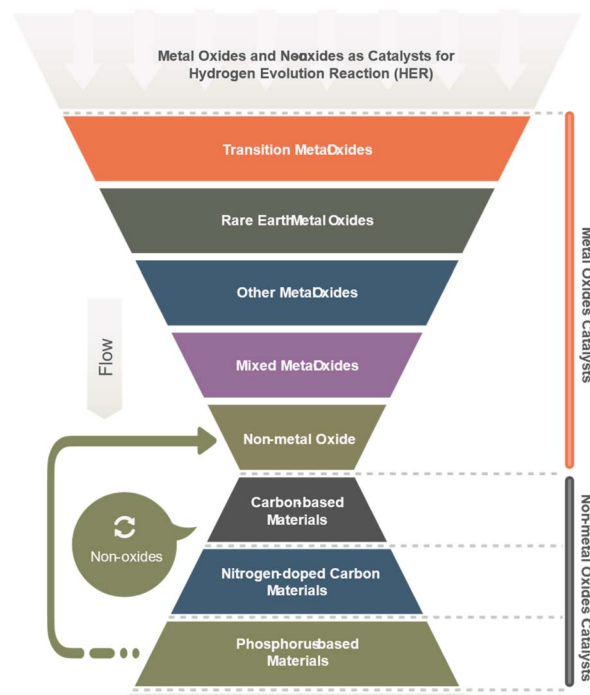 Metal Oxides and Nonoxides as Catalysts for
Hydrogen Evolution Reaction (HER)
Transition Metal Oxides
Rare Earth Metal Oxides
Other Metal Oxides
Mixed Metal Oxides
Flow
Non-metal Oxide
Carbon-based
Materials
Non-oxides
Nitrogen-doped Carbon
Materials
Phosphorus-based
Materials
Metal Oxides Catalysts
Non-metal Oxides Catalysts